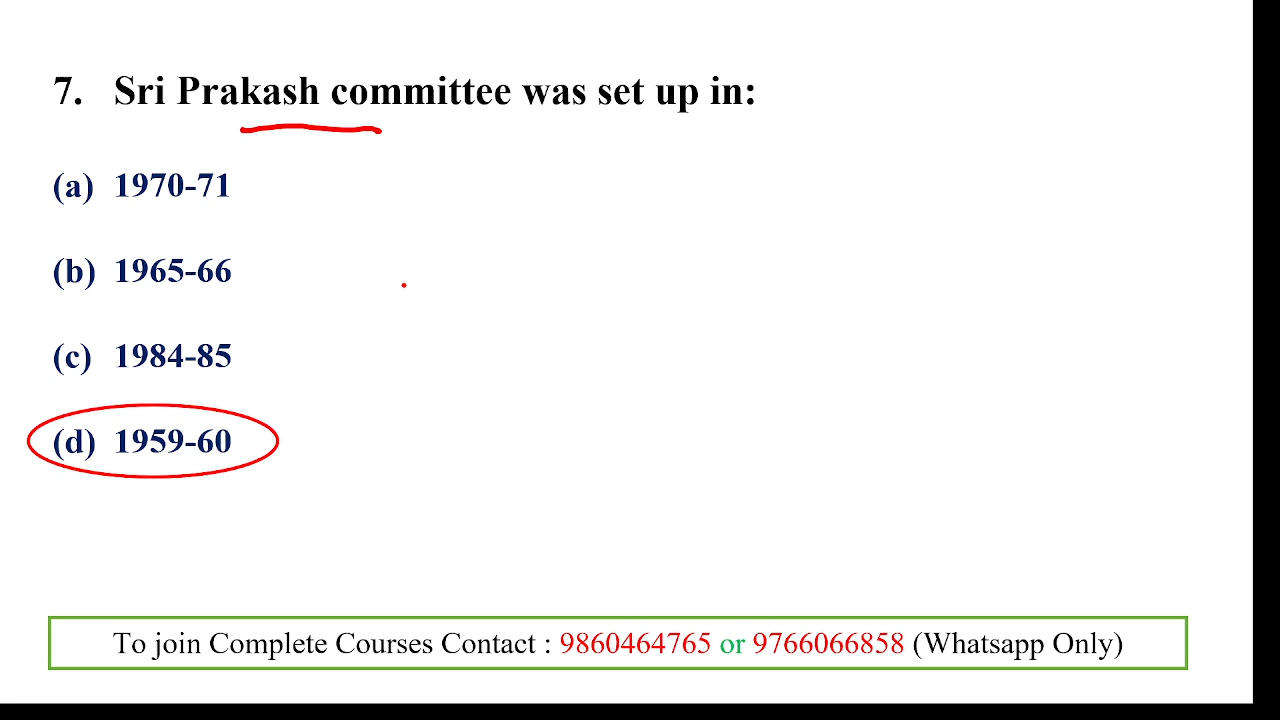 7. Sri Prakash committee was set up in:
(a) 1970-71
(b) 1965-66
(c) 1984-85
(d) 1959-60
To join Complete Courses Contact : 9860464765 or 9766066858 (Whatsapp Only)